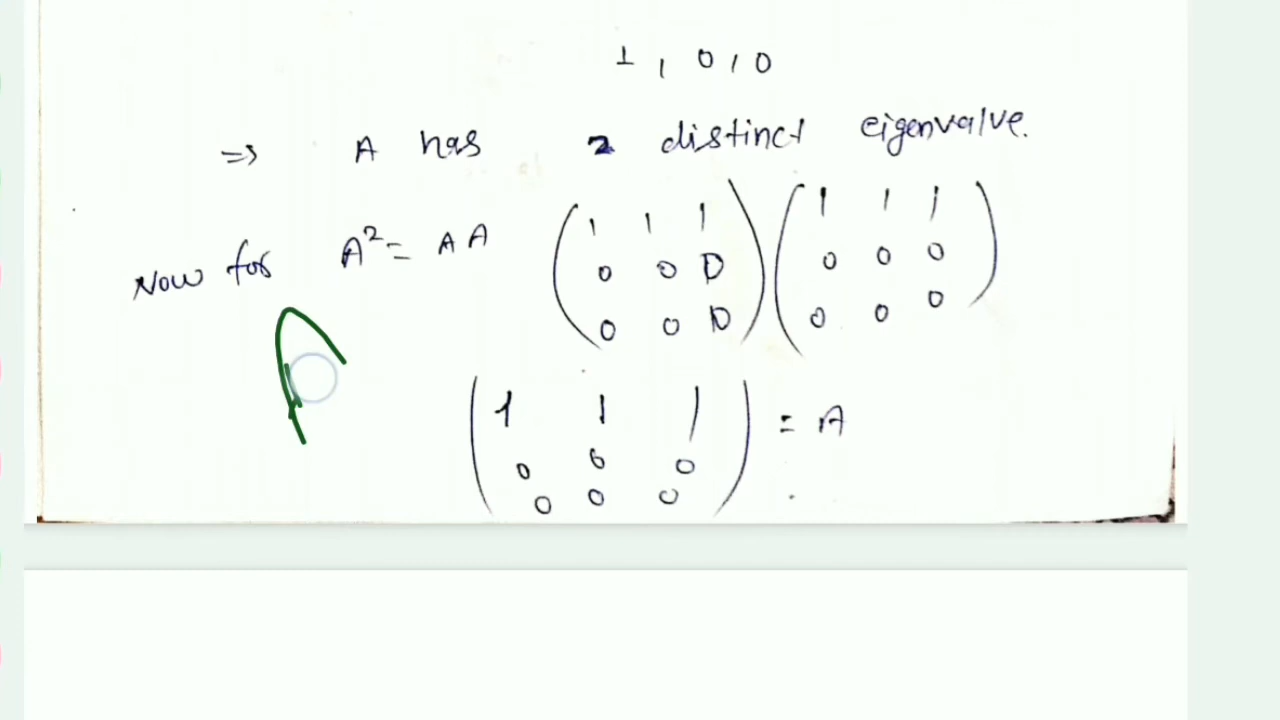 1, 0, 0
=> A has 2 distinct eigenvalue.
Now for A² = AA (1 1 1) (1 1 1)
0 0 0 0 0 0
0 0 0 0 0 0
(1 1 1) = A
0 0 0
0 0 0